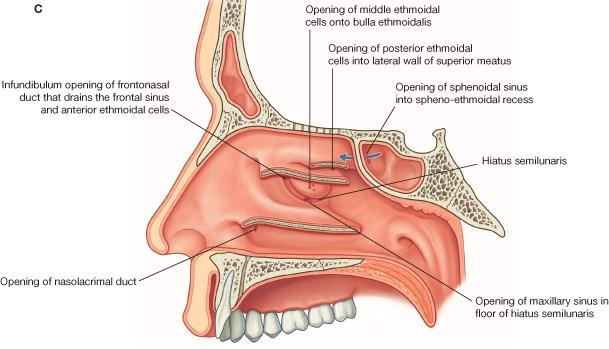 C
Opening of middle ethmoidal
cells onto bulla ethmoidalis
Opening of posterior ethmoidal
cells into lateral wall of superior meatus
Infundibulum opening of frontonasal
duct that drains the frontal sinus
and anterior ethmoidal cells
Opening of sphenoidal sinus
into spheno-ethmoidal recess
Hiatus semilunaris
Opening of nasolacrimal duct
Opening of maxillary sinus in
floor of hiatus semilunaris